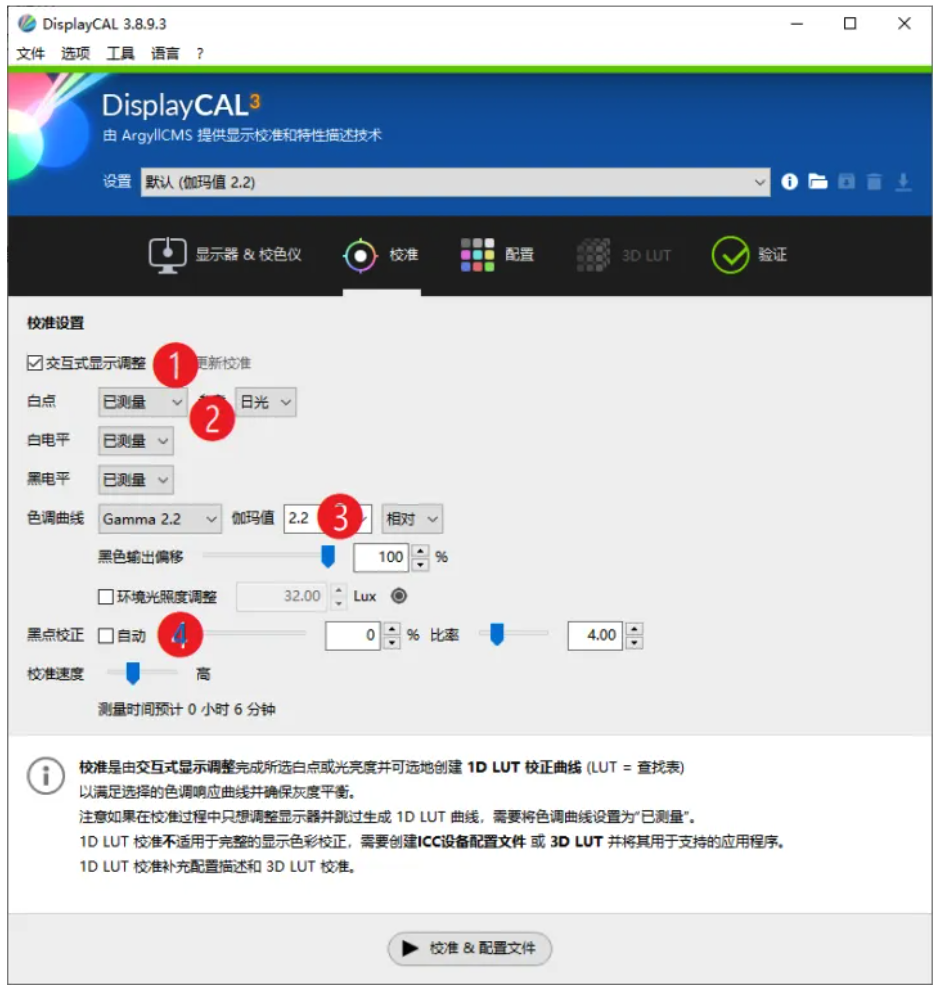 DisplayCAL 3.8.9.3
文件 选项 工具 语言 ?
DisplayCAL3
由 ArgyllCMS 提供显示校准和特性描述技术
设置 默认 (伽玛值 2.2)
显示器 & 校色仪 校准 配置 3D LUT 验证
校准设置
交互式显示调整 1 更新校准
白点 已测量 2 日光
白电平 已测量
黑电平 已测量
色调曲线 Gamma 2.2 伽玛值 2.2 3 相对
黑色输出偏移 100 %
环境光照度调整 32.00 Lux
黑点校正 自动 4 0 % 比率 4.00
校准速度 高
测量时间预计 0 小时 6 分钟
校准是由交互式显示调整完成所选白点或光亮度并可选地创建 1D LUT 校正曲线 (LUT = 查找表)
以满足选择的色调响应曲线并确保灰度平衡。
注意如果在校准过程中只想调整显示器并跳过生成 1D LUT 曲线，需要将色调曲线设置为"已测量"。
1D LUT 校准不适用于完整的显示色彩校正，需要创建ICC设备配置文件 或 3D LUT 并将其用于支持的应用程序。
1D LUT 校准补充配置描述和 3D LUT 校准。
校准 & 配置文件